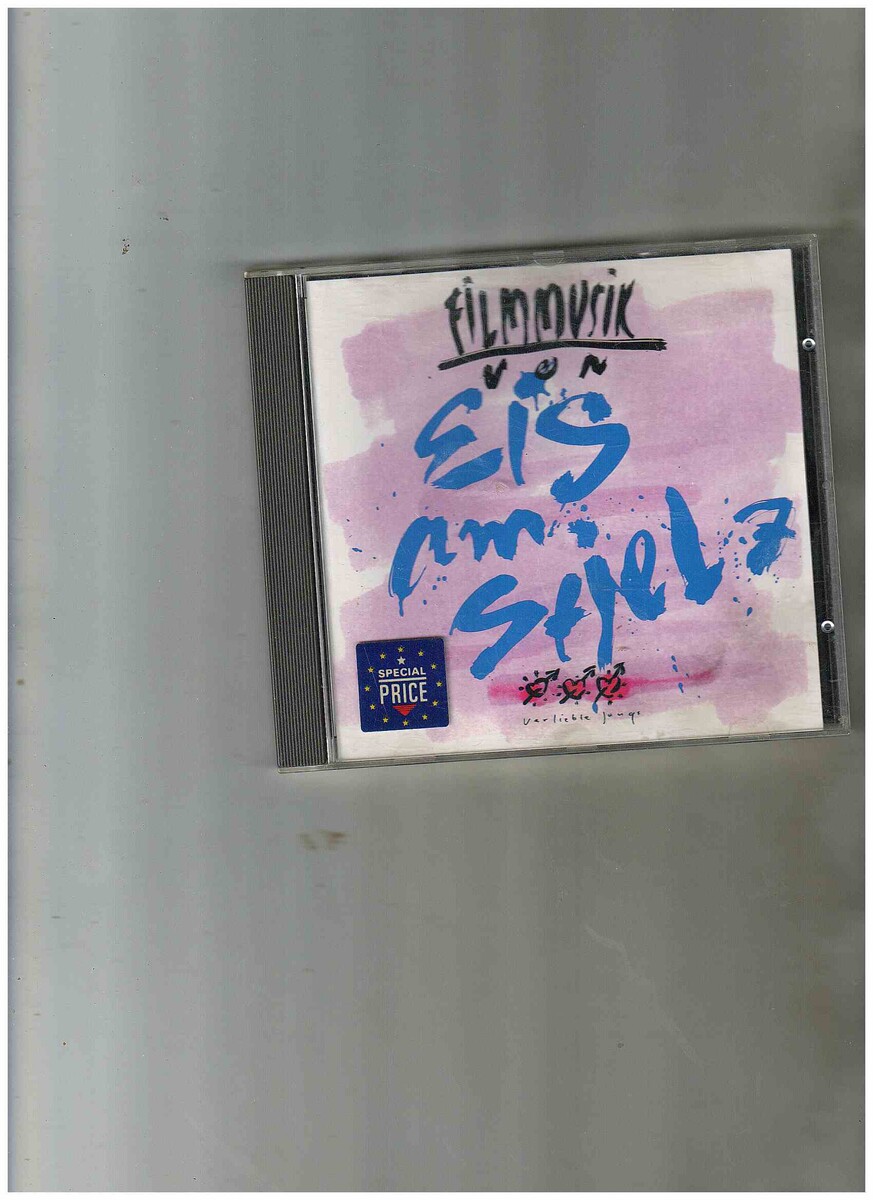 FILMMUSIK
VON
Eis
am
Stiel 7
SPECIAL
PRICE
verliebte Jungs